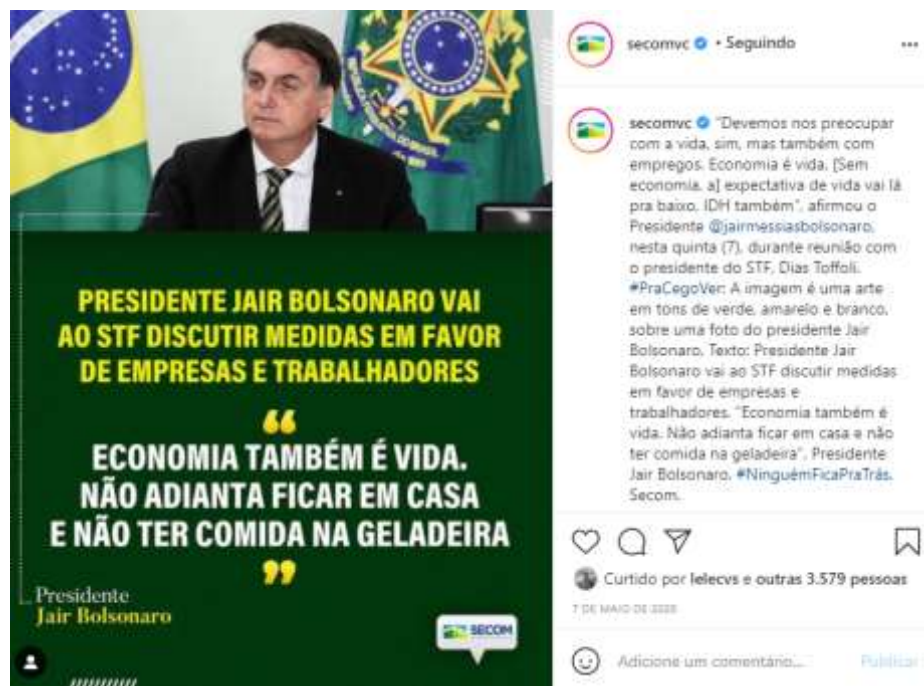 PRESIDENTE JAIR BOLSONARO VAI
AO STF DISCUTIR MEDIDAS EM FAVOR
DE EMPRESAS E TRABALHADORES
“
ECONOMIA TAMBÉM É VIDA.
NÃO ADIANTA FICAR EM CASA
E NÃO TER COMIDA NA GELADEIRA
”
Presidente
Jair Bolsonaro
SECOM
secomvc • Seguindo
secomvc "Devemos nos preocupar
com a vida, sim, mas também com
empregos. Economia é vida. [Sem
economia, a] expectativa de vida vai lá
pra baixo, IDH também", afirmou o
Presidente @jairmessiasbolsonaro,
nesta quinta (7), durante reunião com
o presidente do STF, Dias Toffoli.
#PraCegoVer: A imagem é uma arte
em tons de verde, amarelo e branco,
sobre uma foto do presidente Jair
Bolsonaro. Texto: Presidente Jair
Bolsonaro vai ao STF discutir medidas
em favor de empresas e
trabalhadores. "Economia também é
vida. Não adianta ficar em casa e não
ter comida na geladeira". Presidente
Jair Bolsonaro. #NinguémFicaPraTrás.
Secom.
Curtido por lelecvs e outras 3.579 pessoas
7 DE MAIO DE 2020
Adicione um comentário... Publicar